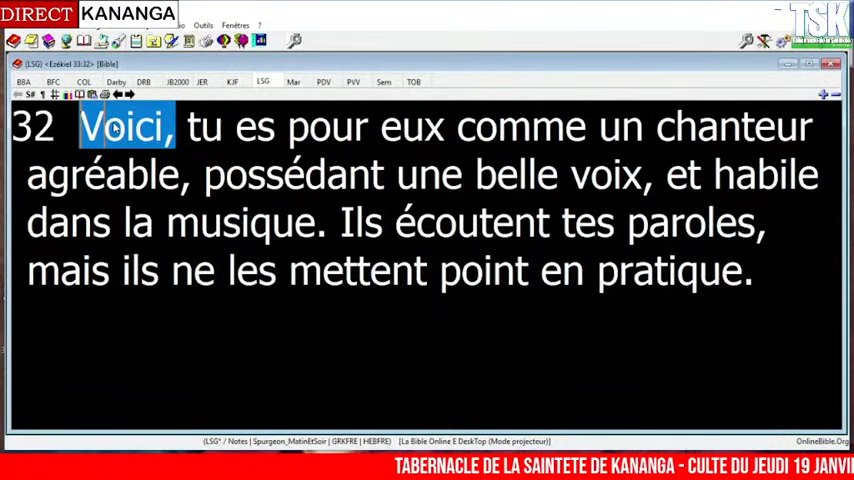 DIRECT KANANGA
Outils Fenêtres ?
TSK
(LSG) <Ezékiel 33:32> [Bible]
BBA BFC COL Darby DRB JB2000 JER KJF LSG Mar PDV PVV Sem TOB
S# ¶
32 Voici, tu es pour eux comme un chanteur
agréable, possédant une belle voix, et habile
dans la musique. Ils écoutent tes paroles,
mais ils ne les mettent point en pratique.
(LSG* / Notes | Spurgeon_MatinEtSoir | GRKFRE | HEBFRE) [La Bible Online E DeskTop (Mode projecteur)] OnlineBible.Org
TABERNACLE DE LA SAINTETE DE KANANGA - CULTE DU JEUDI 19 JANVI